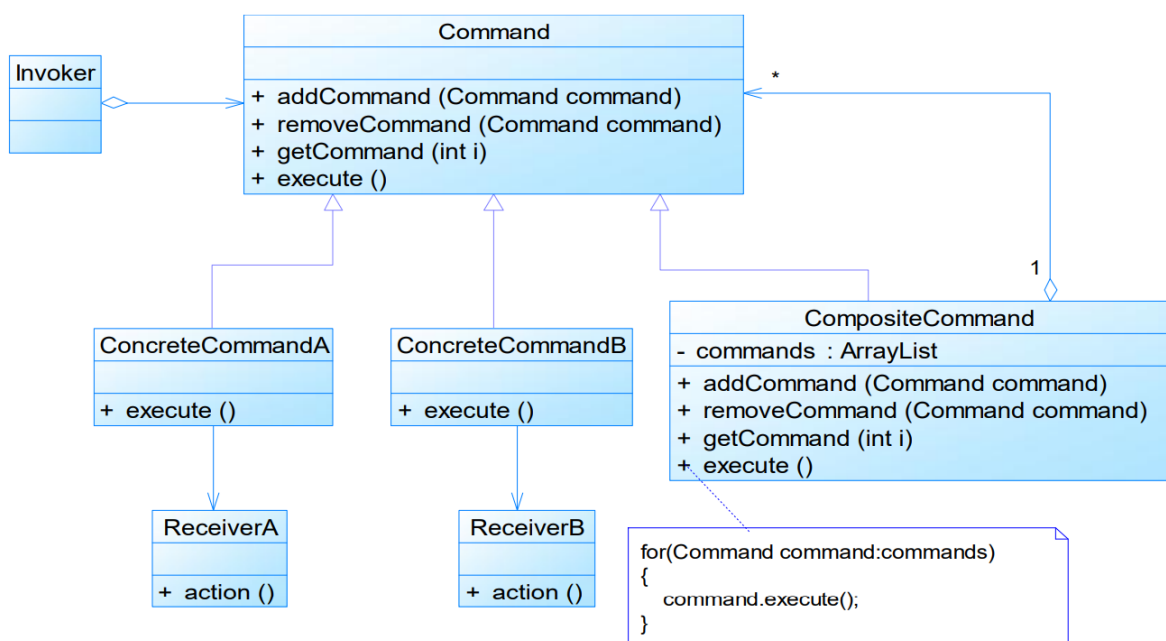 Command
+ addCommand (Command command)
+ removeCommand (Command command)
+ getCommand (int i)
+ execute ()
Invoker
*
1
ConcreteCommandA
+ execute ()
ConcreteCommandB
+ execute ()
CompositeCommand
- commands : ArrayList
+ addCommand (Command command)
+ removeCommand (Command command)
+ getCommand (int i)
+ execute ()
ReceiverA
+ action ()
ReceiverB
+ action ()
for(Command command:commands)
{
command.execute();
}